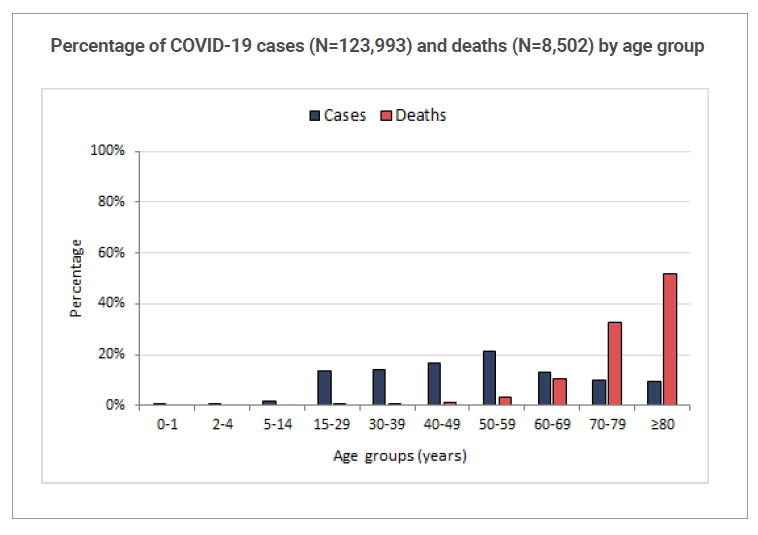 Percentage of COVID-19 cases (N=123,993) and deaths (N=8,502) by age group
Cases Deaths
100%
80%
60%
40%
20%
0%
Percentage
0-1 2-4 5-14 15-29 30-39 40-49 50-59 60-69 70-79 ≥80
Age groups (years)